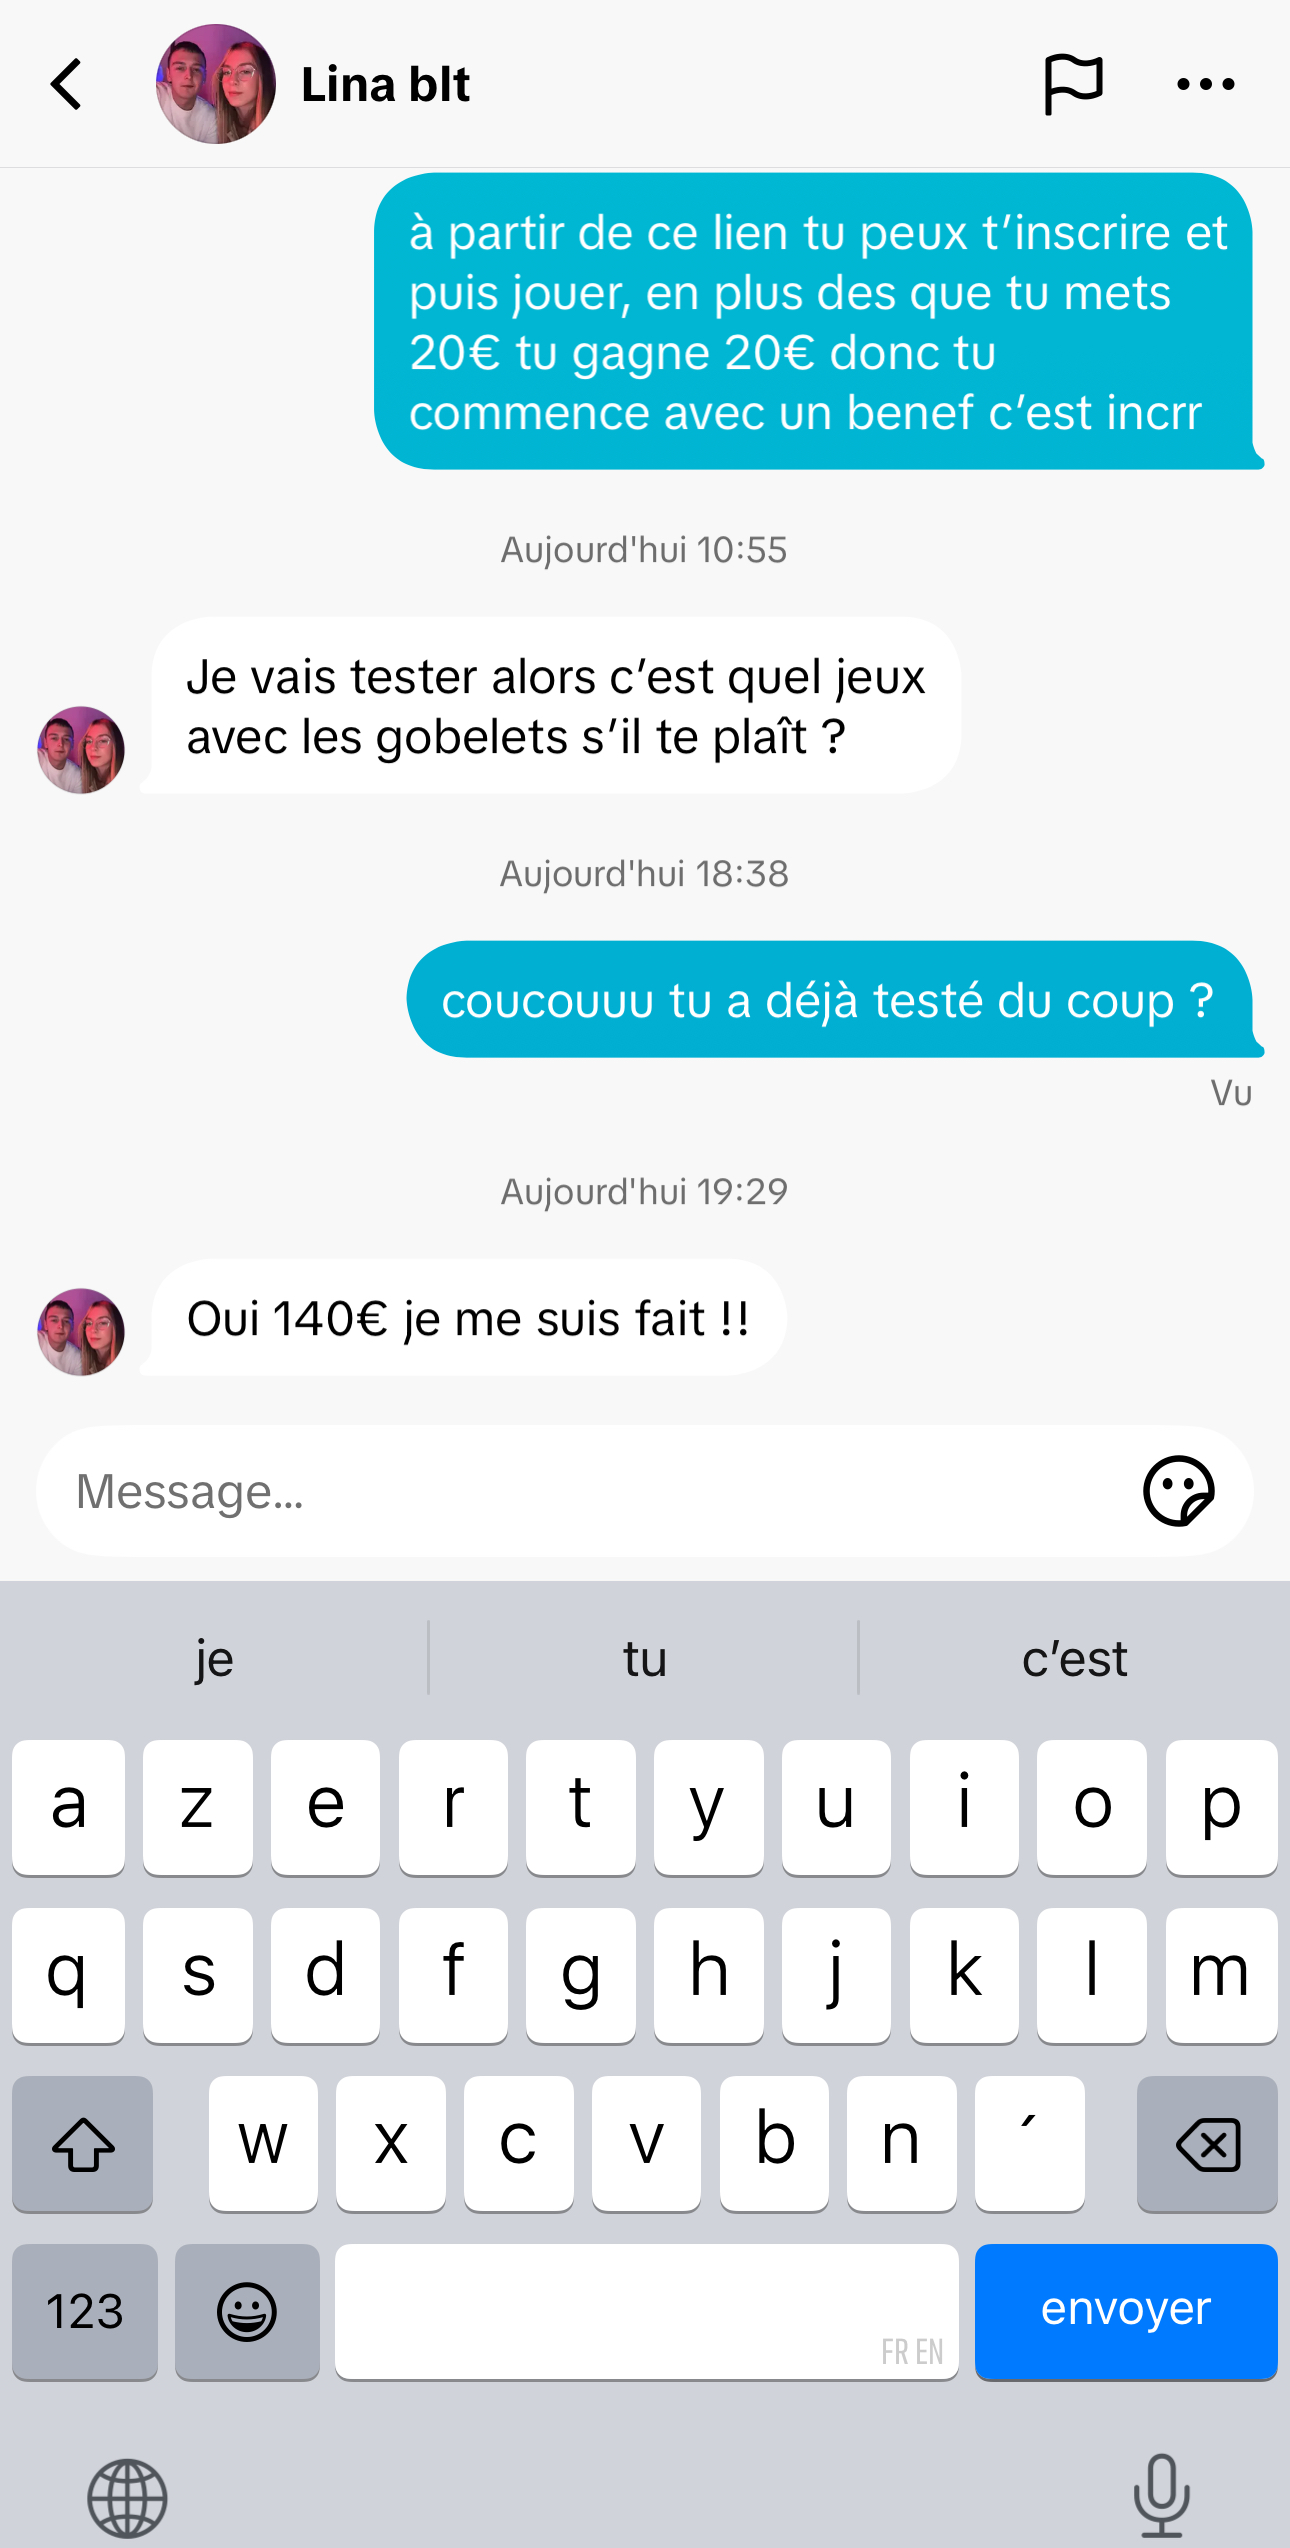 Lina blt
à partir de ce lien tu peux t’inscrire et
puis jouer, en plus des que tu mets
20€ tu gagne 20€ donc tu
commence avec un benef c’est incrr
Aujourd'hui 10:55
Je vais tester alors c’est quel jeux
avec les gobelets s’il te plaît ?
Aujourd'hui 18:38
coucouuu tu a déjà testé du coup ?
Vu
Aujourd'hui 19:29
Oui 140€ je me suis fait !!
Message...
je tu c’est
a z e r t y u i o p
q s d f g h j k l m
w x c v b n ´
123 FR EN envoyer